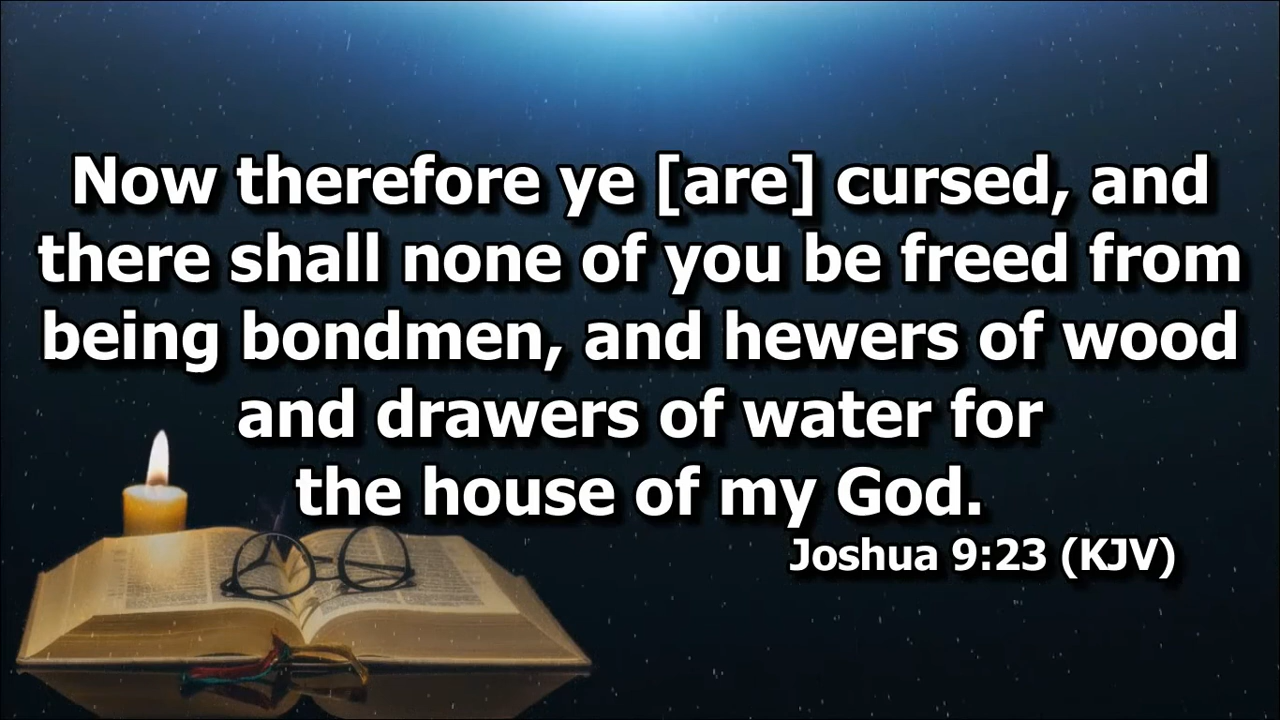 Now therefore ye [are] cursed, and
there shall none of you be freed from
being bondmen, and hewers of wood
and drawers of water for
the house of my God.
Joshua 9:23 (KJV)